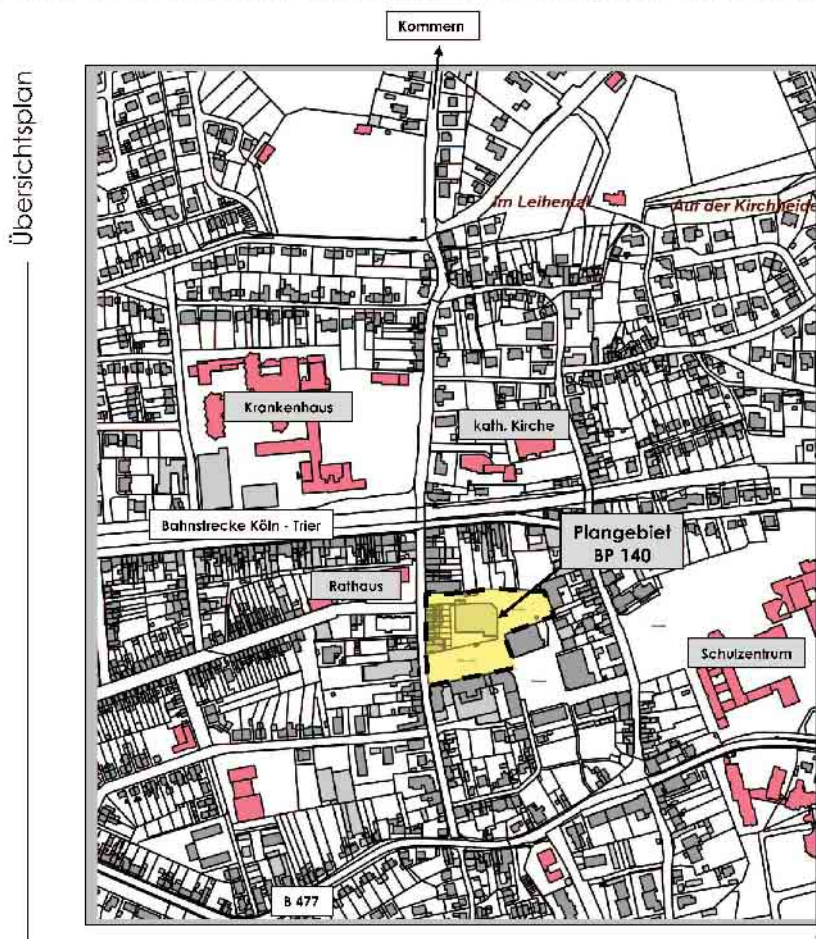 Kommern
Übersichtsplan
Im Leihental
Auf der Kirchheide
Krankenhaus
kath. Kirche
Bahnstrecke Köln - Trier
Plangebiet
BP 140
Rathaus
Schulzentrum
B 477